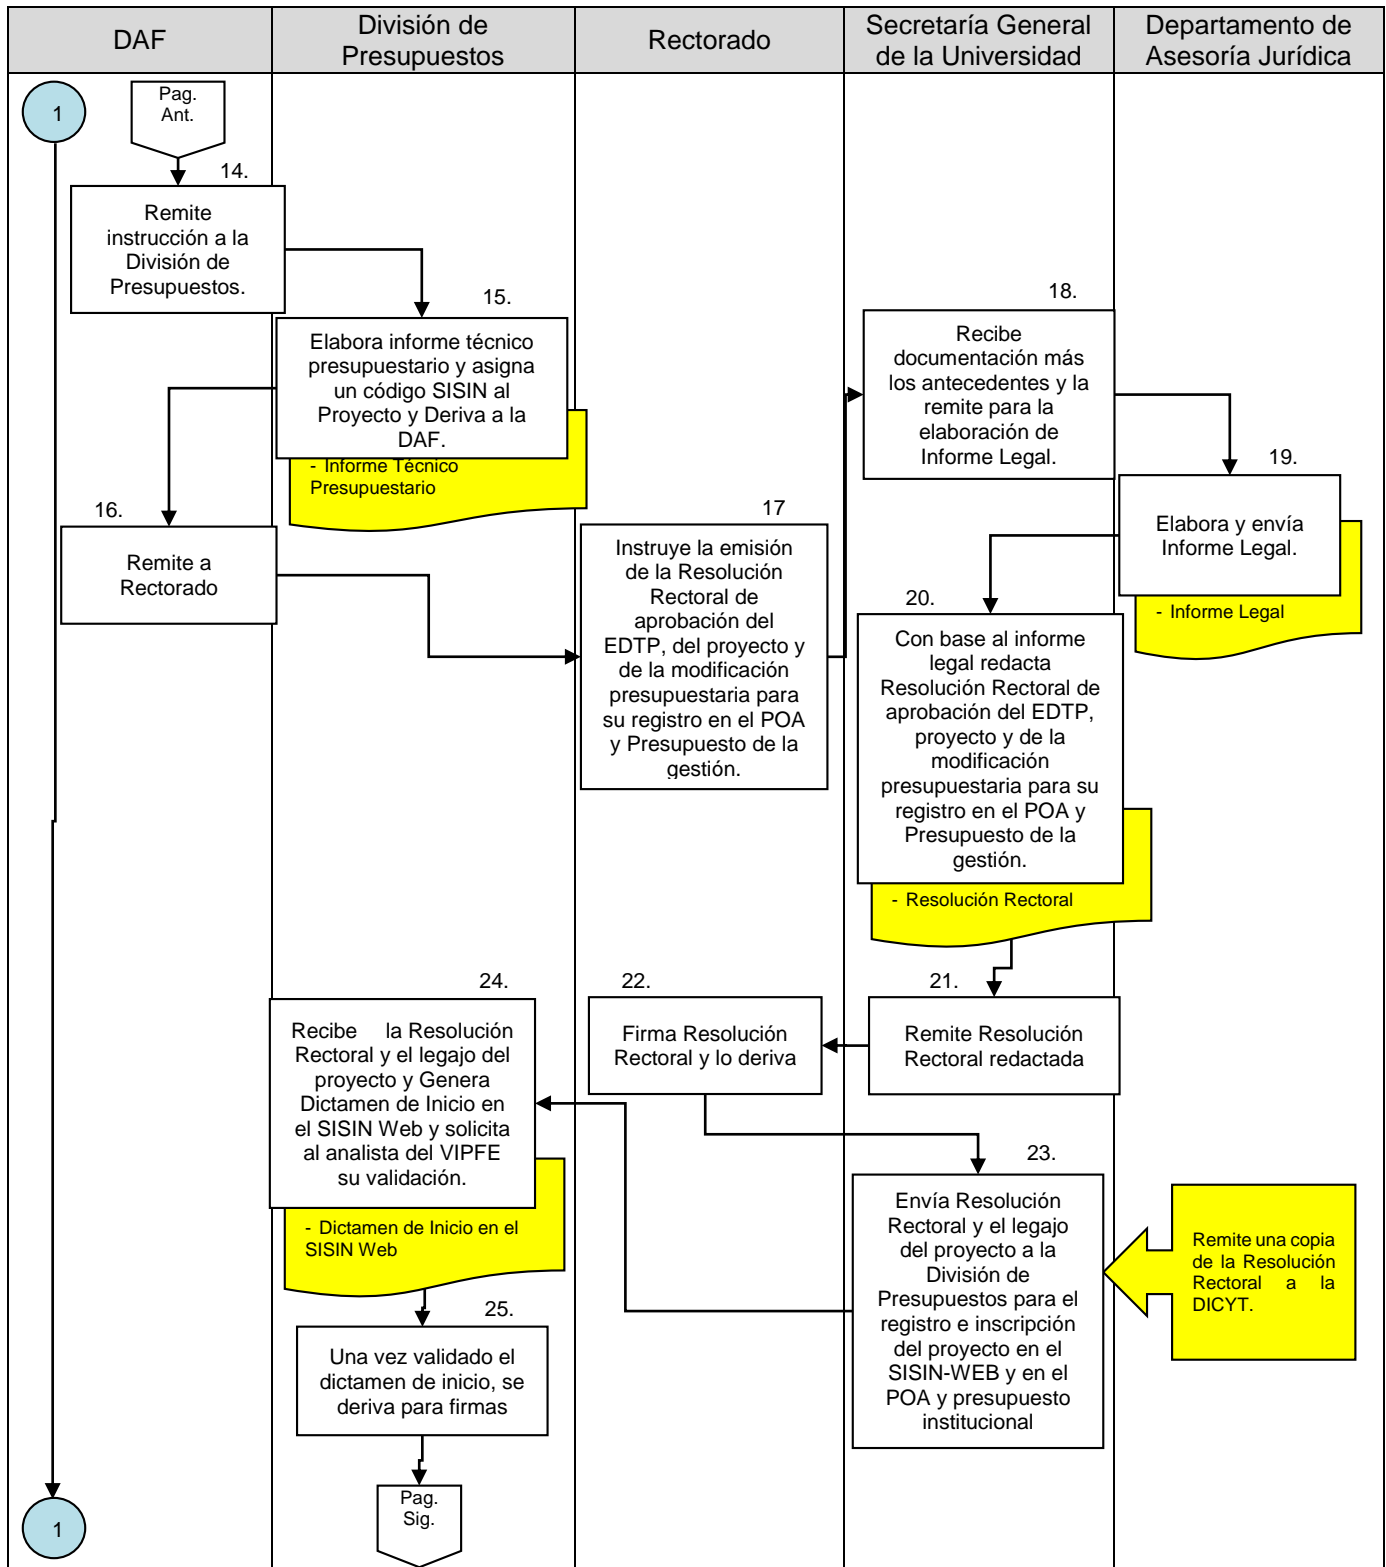 DAF
División de
Presupuestos
Rectorado
Secretaría General
de la Universidad
Departamento de
Asesoría Jurídica
1
Pag.
Ant.
14.
Remite
instrucción a la
División de
Presupuestos.
15.
Elabora informe técnico
presupuestario y asigna
un código SISIN al
Proyecto y Deriva a la
DAF.
- Informe Técnico
Presupuestario
16.
Remite a
Rectorado
17
Instruye la emisión
de la Resolución
Rectoral de
aprobación del
EDTP, del proyecto y
de la modificación
presupuestaria para
su registro en el POA
y Presupuesto de la
gestión.
18.
Recibe
documentación más
los antecedentes y la
remite para la
elaboración de
Informe Legal.
19.
Elabora y envía
Informe Legal.
- Informe Legal
20.
Con base al informe
legal redacta
Resolución Rectoral de
aprobación del EDTP,
proyecto y de la
modificación
presupuestaria para su
registro en el POA y
Presupuesto de la
gestión.
- Resolución Rectoral
21.
Remite Resolución
Rectoral redactada
22.
Firma Resolución
Rectoral y lo deriva
23.
Envía Resolución
Rectoral y el legajo
del proyecto a la
División de
Presupuestos para el
registro e inscripción
del proyecto en el
SISIN-WEB y en el
POA y presupuesto
institucional
Remite una copia
de la Resolución
Rectoral a la
DICYT.
24.
Recibe la Resolución
Rectoral y el legajo del
proyecto y Genera
Dictamen de Inicio en
el SISIN Web y solicita
al analista del VIPFE
su validación.
- Dictamen de Inicio en el
SISIN Web
25.
Una vez validado el
dictamen de inicio, se
deriva para firmas
Pag.
Sig.
1